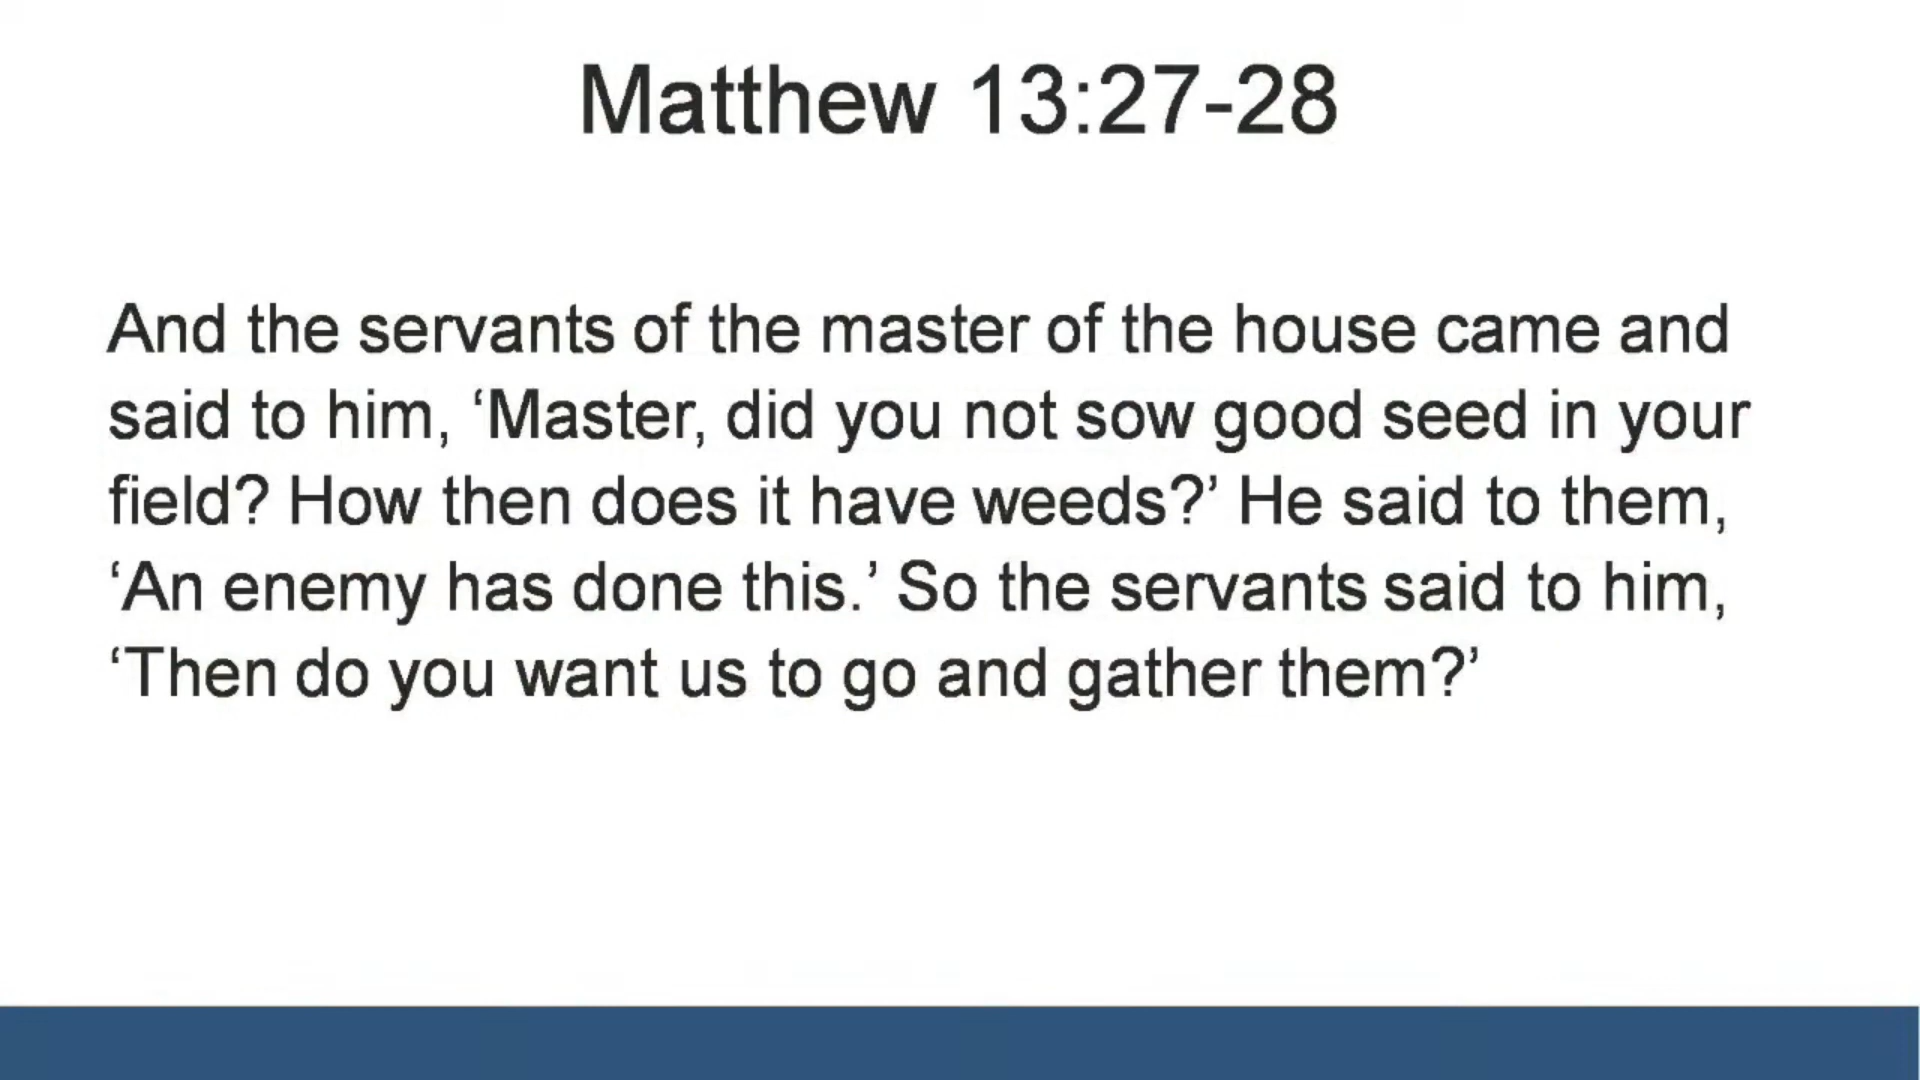 Matthew 13:27-28
And the servants of the master of the house came and
said to him, ‘Master, did you not sow good seed in your
field? How then does it have weeds?’ He said to them,
‘An enemy has done this.’ So the servants said to him,
‘Then do you want us to go and gather them?’